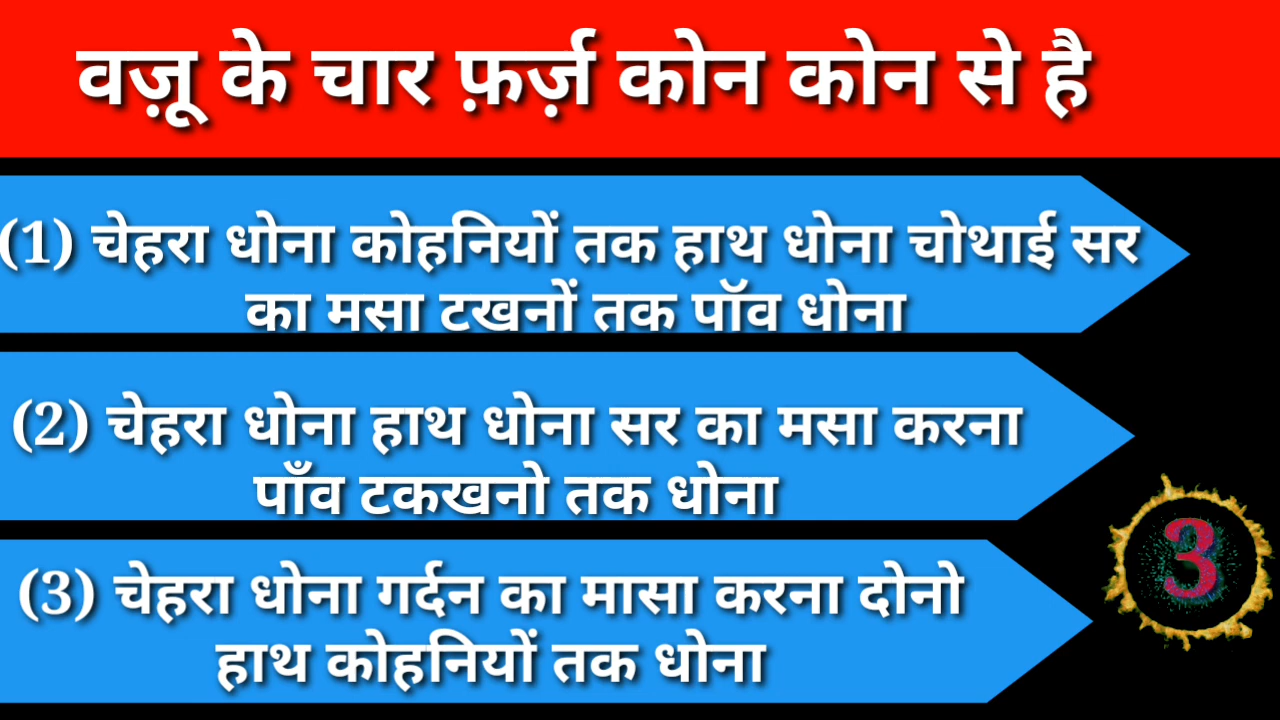 वज़ू के चार फ़र्ज़ कोन कोन से है
(1) चेहरा धोना कोहनियों तक हाथ धोना चोथाई सर
का मसा टखनों तक पॉव धोना
(2) चेहरा धोना हाथ धोना सर का मसा करना
पाँव टकखनो तक धोना
(3) चेहरा धोना गर्दन का मासा करना दोनो
हाथ कोहनियों तक धोना
3